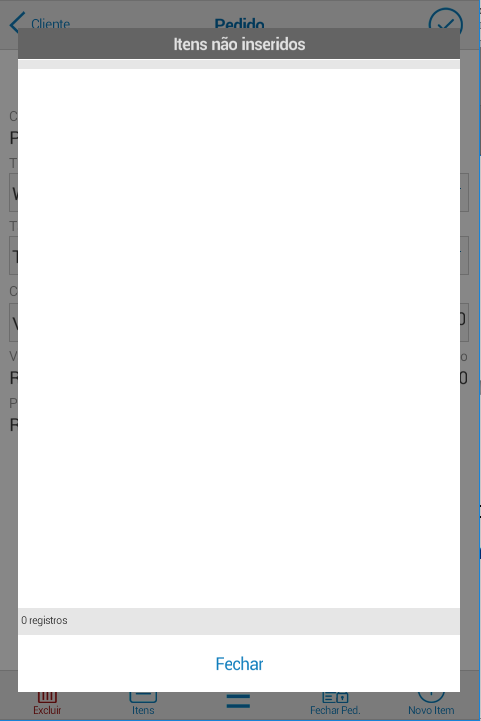 Cliente
Pedido
Itens não inseridos
0 registros
Fechar
Excluir
Itens
Fechar Ped.
Novo Item